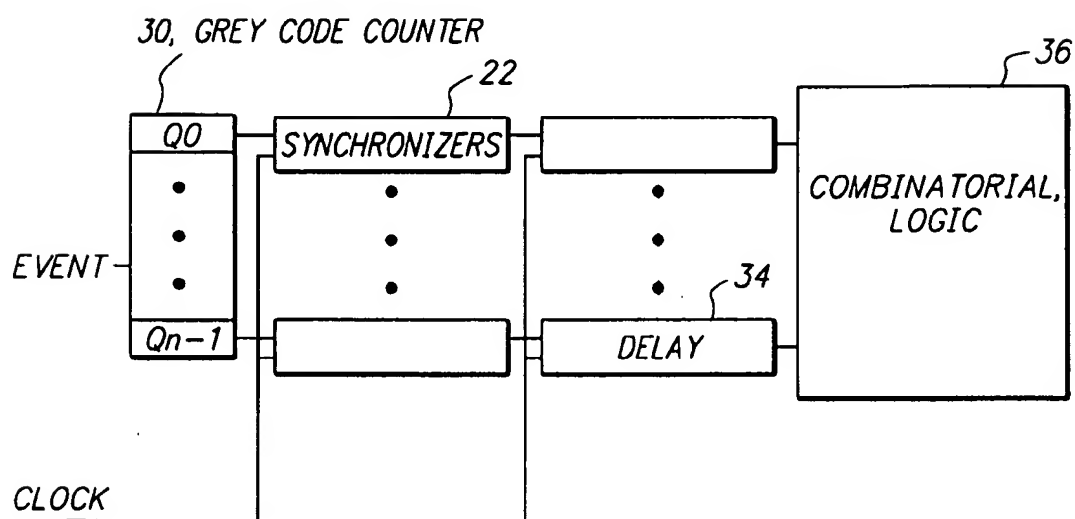 30, GREY CODE COUNTER
22
36
Q0
SYNCHRONIZERS
COMBINATORIAL,
LOGIC
EVENT
34
Qn-1
DELAY
CLOCK